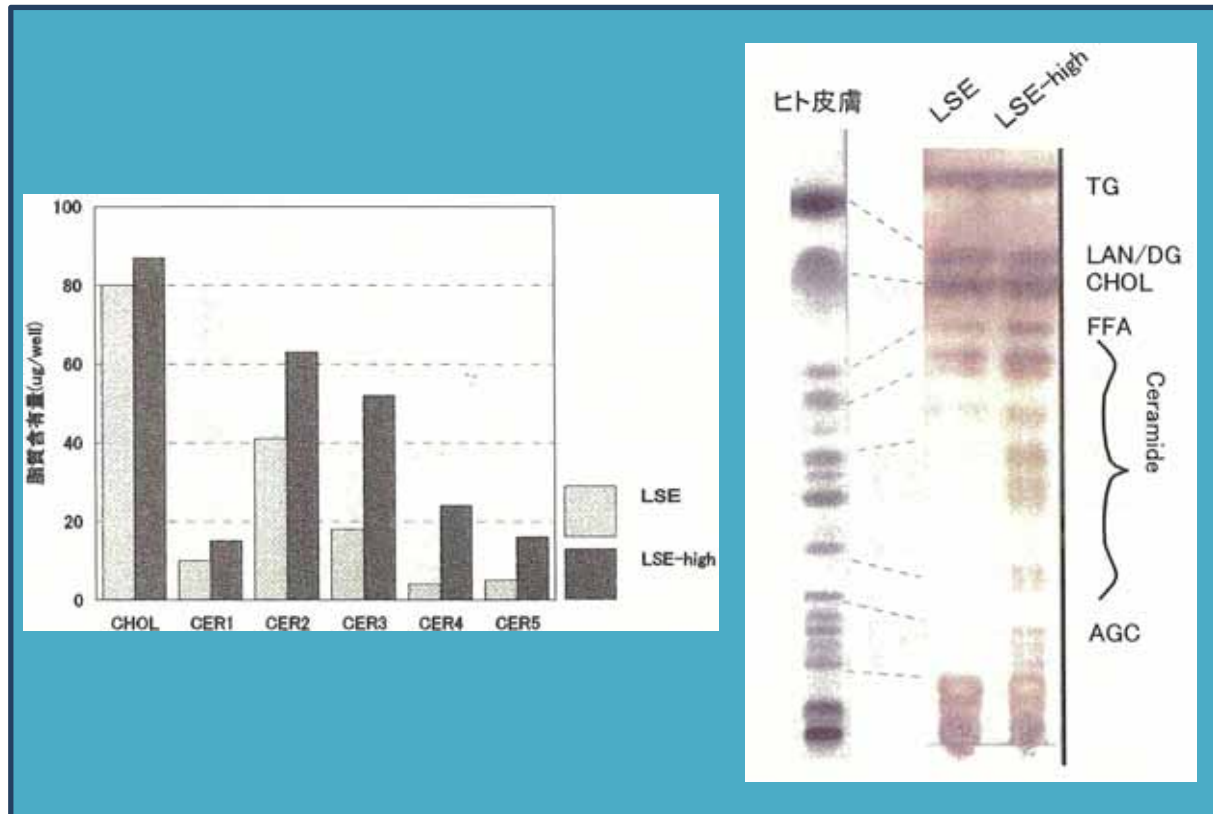 100
80
60
40
20
0
脂質含有量(ug/well)
CHOL CER1 CER2 CER3 CER4 CER5
LSE
LSE-high
ヒト皮膚
LSE
LSE-high
TG
LAN/DG
CHOL
FFA
Ceramide
AGC